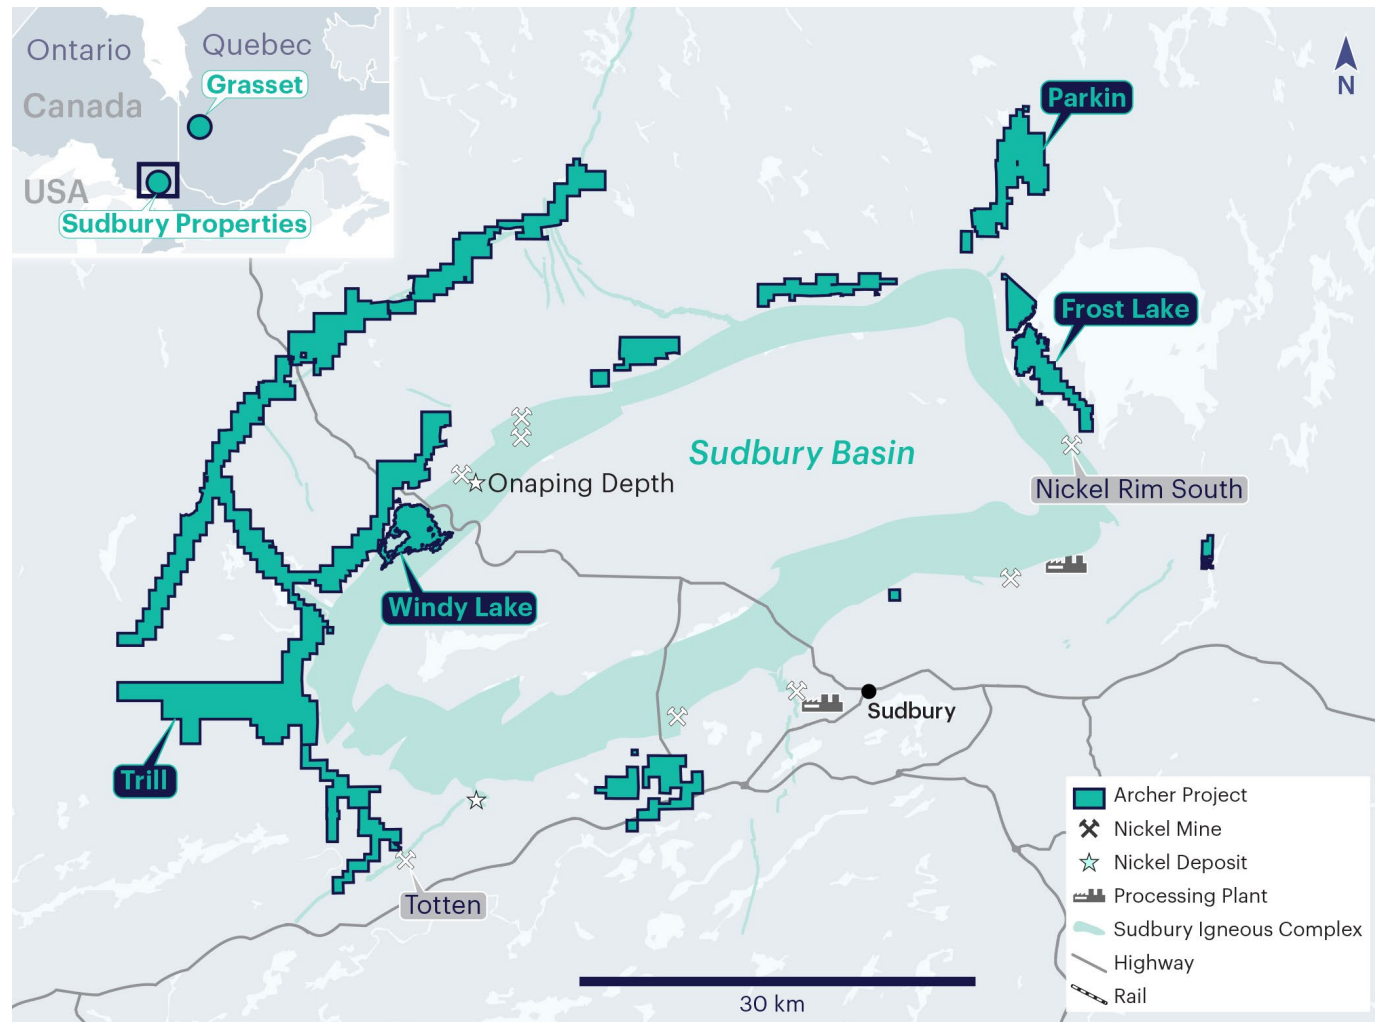 Ontario
Quebec
Grasset
Canada
USA
Sudbury Properties
N
Parkin
Frost Lake
Sudbury Basin
Onaping Depth
Nickel Rim South
Windy Lake
Sudbury
Trill
Totten
Archer Project
Nickel Mine
Nickel Deposit
Processing Plant
Sudbury Igneous Complex
Highway
Rail
30 km